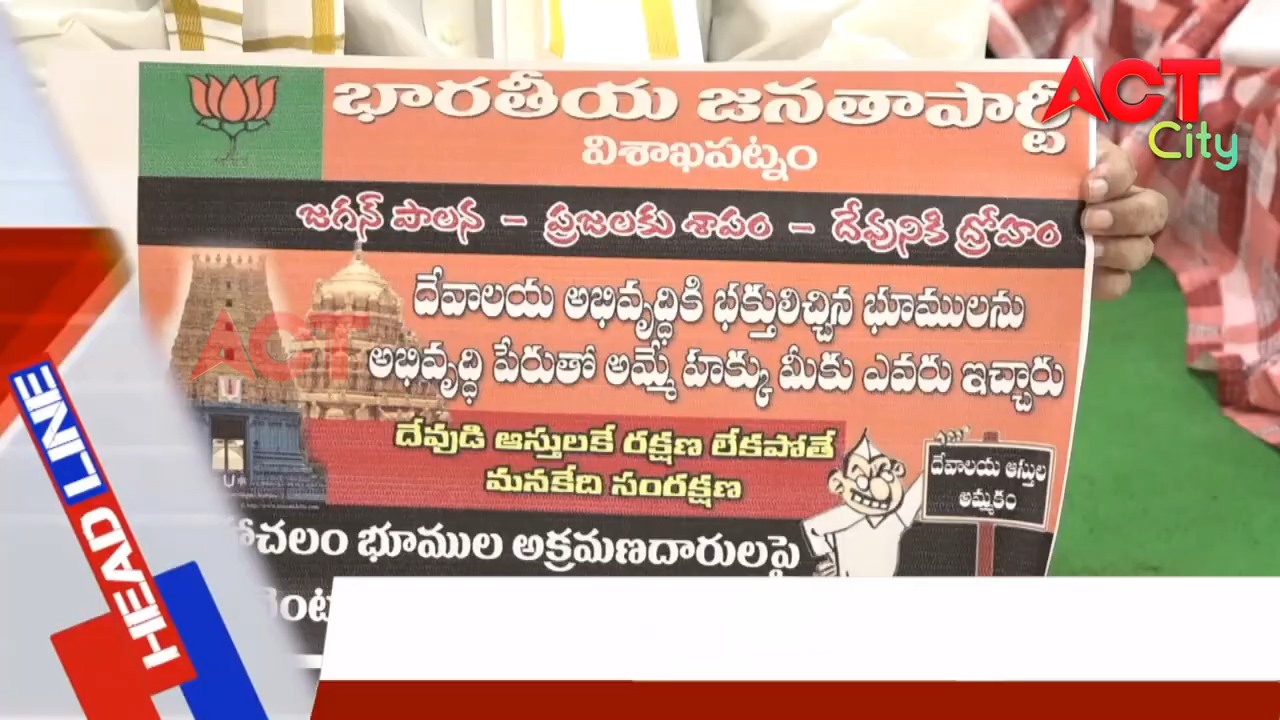 ACT
City
భారతీయ జనతాపార్టీ
విశాఖపట్నం
జగన్ పాలన - ప్రజలకు శాపం - దేవునికి ద్రోహం
దేవాలయ అభివృద్ధికి భక్తులిచ్చిన భూములను
అభివృద్ధి పేరుతో అమ్మే హక్కు మీకు ఎవరు ఇచ్చారు
ACT
దేవుడి ఆస్తులకే రక్షణ లేకపోతే
మనకేది సంరక్షణ
దేవాలయ ఆస్తుల
అమ్మకం
భూముల అక్రమణదారులపై
HEAD LINE